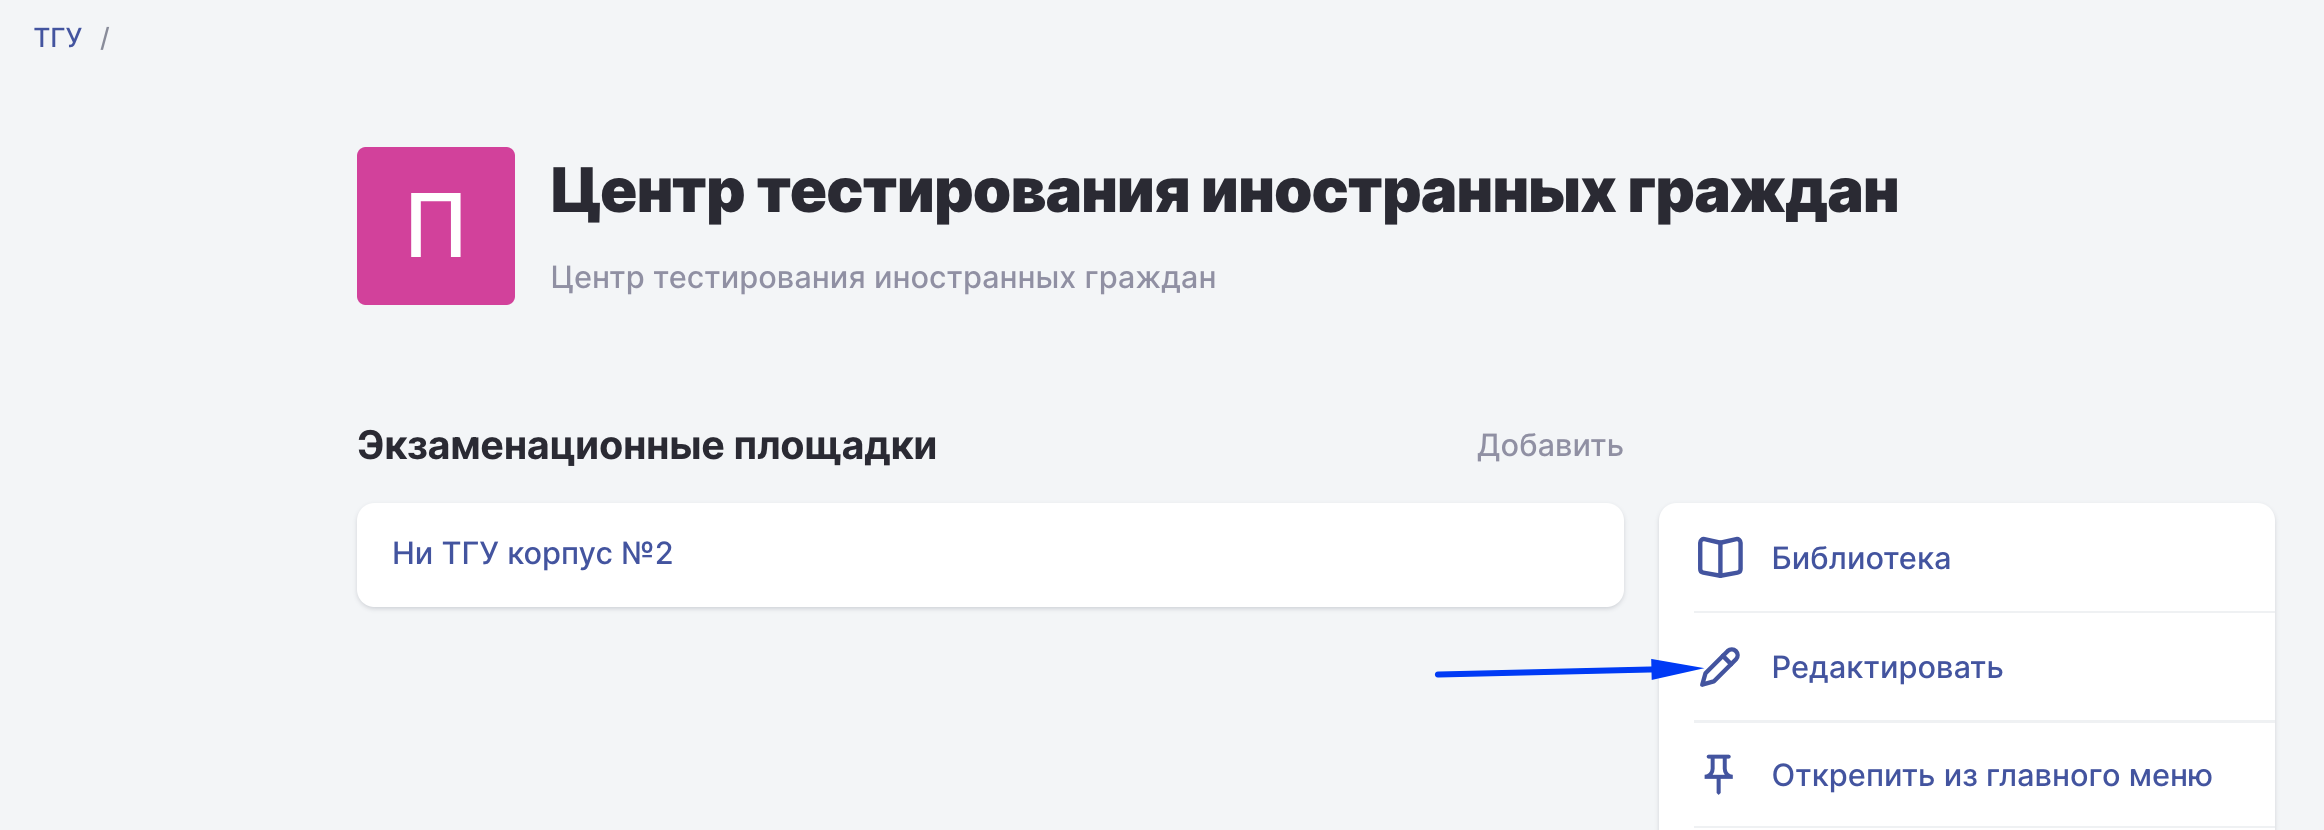 ТГУ /
П
Центр тестирования иностранных граждан
Центр тестирования иностранных граждан
Экзаменационные площадки
Добавить
Ни ТГУ корпус №2
Библиотека
Редактировать
Открепить из главного меню